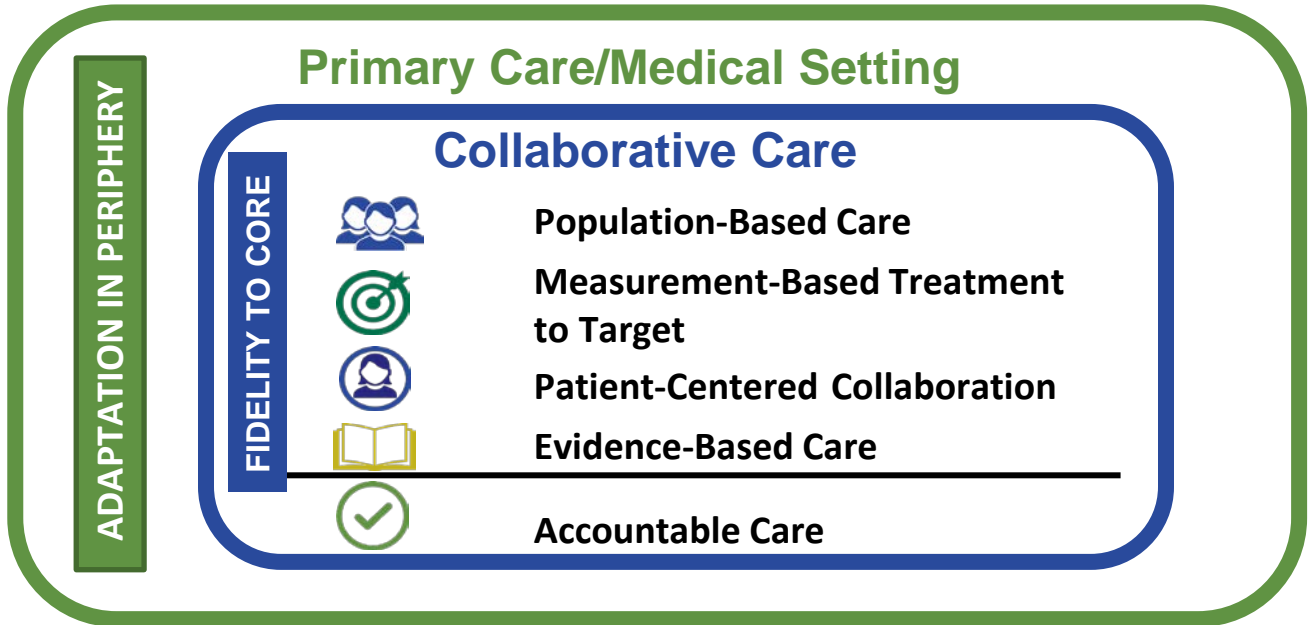 Primary Care/Medical Setting
ADAPTATION IN PERIPHERY
Collaborative Care
FIDELITY TO CORE
Population-Based Care
Measurement-Based Treatment
to Target
Patient-Centered Collaboration
Evidence-Based Care
Accountable Care